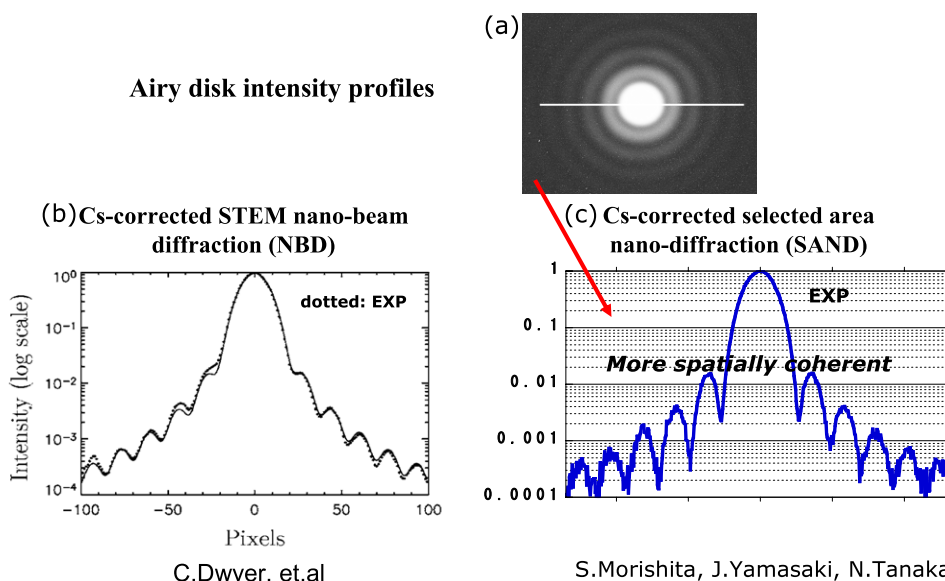 (a)
Airy disk intensity profiles
(b) Cs-corrected STEM nano-beam
diffraction (NBD)
10⁰
10⁻¹
10⁻²
10⁻³
10⁻⁴
Intensity (log scale)
dotted: EXP
-100
-50
0
50
100
Pixels
C.Dwyer, et.al
(c) Cs-corrected selected area
nano-diffraction (SAND)
1
0.1
0.01
0.001
0.0001
EXP
More spatially coherent
S.Morishita, J.Yamasaki, N.Tanaka